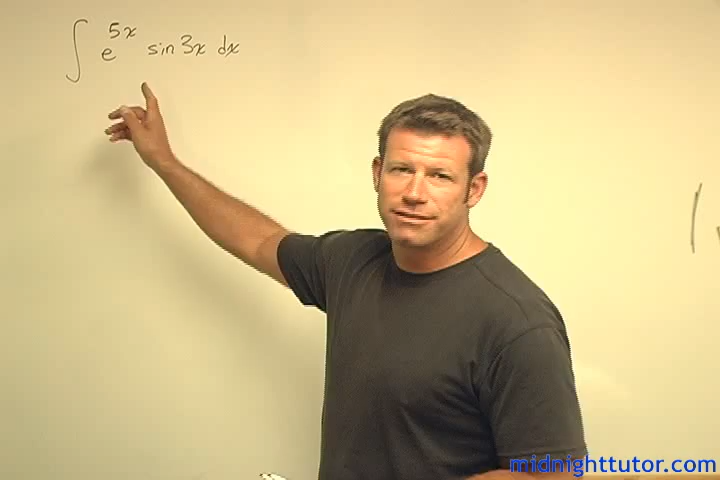 ∫ e^{5x} sin 3x dx
midnighttutor.com